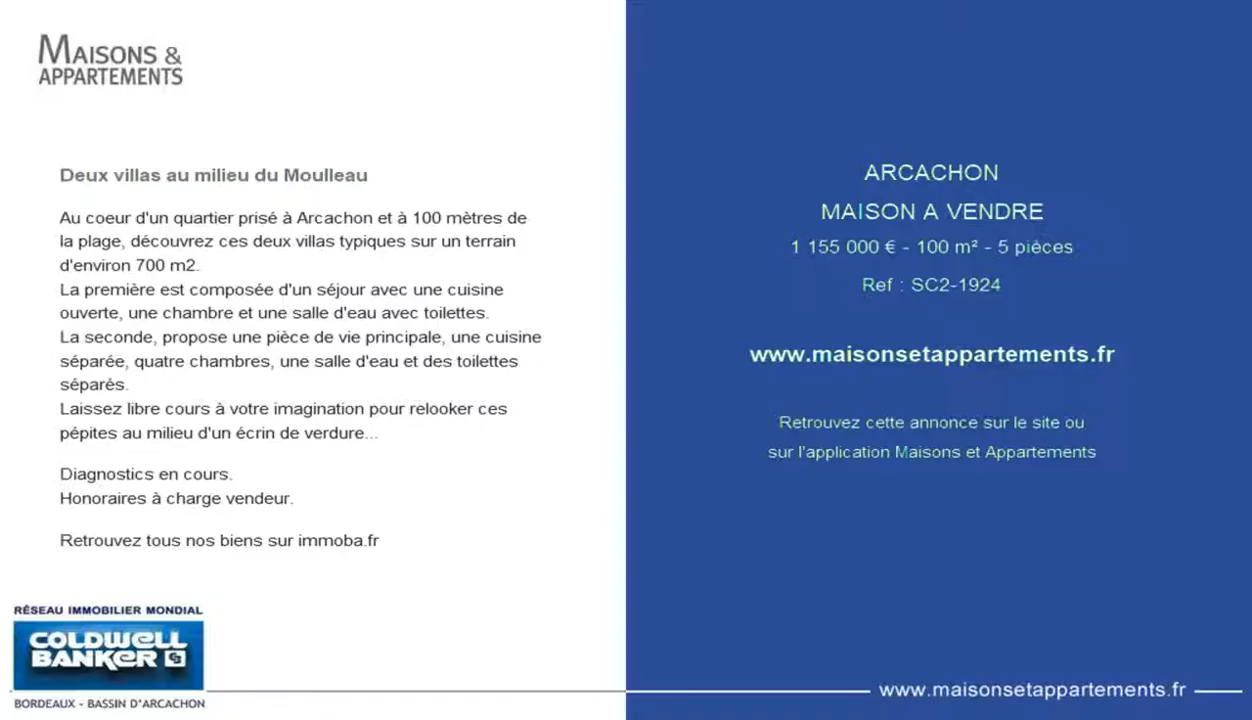 MAISONS &
APPARTEMENTS
Deux villas au milieu du Moulleau
Au coeur d'un quartier prisé à Arcachon et à 100 mètres de
la plage, découvrez ces deux villas typiques sur un terrain
d'environ 700 m2.
La première est composée d'un séjour avec une cuisine
ouverte, une chambre et une salle d'eau avec toilettes.
La seconde, propose une pièce de vie principale, une cuisine
séparée, quatre chambres, une salle d'eau et des toilettes
séparés.
Laissez libre cours à votre imagination pour relooker ces
pépites au milieu d'un écrin de verdure...
Diagnostics en cours.
Honoraires à charge vendeur.
Retrouvez tous nos biens sur immoba.fr
RÉSEAU IMMOBILIER MONDIAL
COLDWELL
BANKER CB
BORDEAUX - BASSIN D'ARCACHON
ARCACHON
MAISON A VENDRE
1 155 000 € - 100 m² - 5 pièces
Ref : SC2-1924
www.maisonsetappartements.fr
Retrouvez cette annonce sur le site ou
sur l'application Maisons et Appartements
www.maisonsetappartements.fr